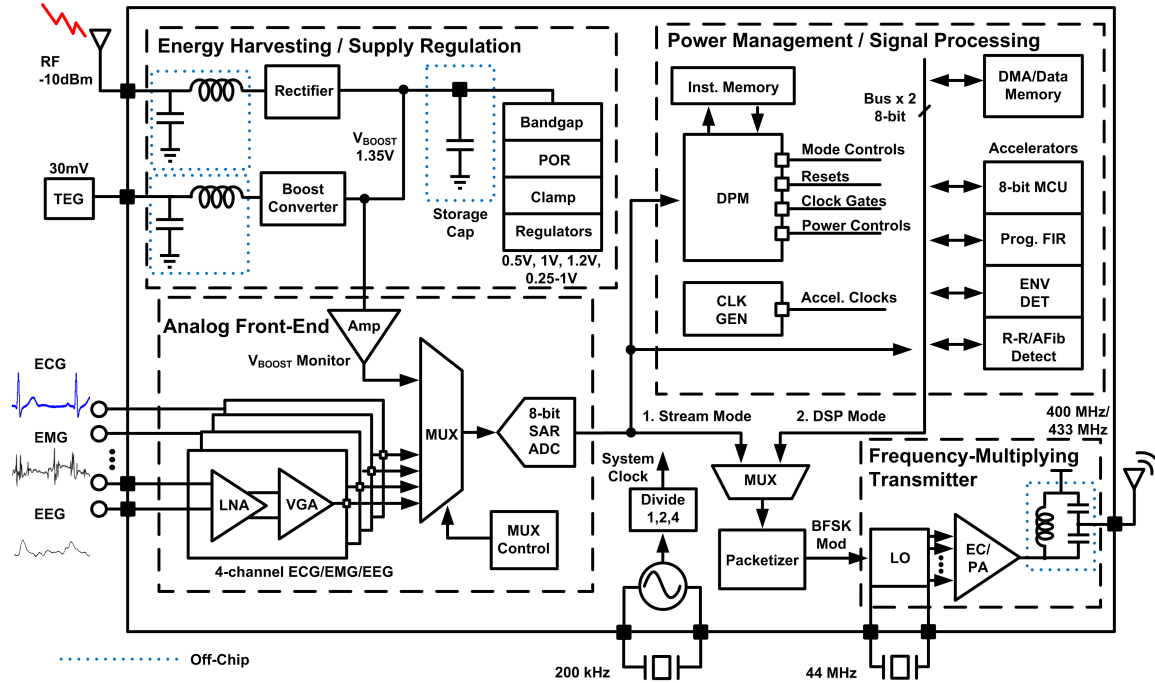 Energy Harvesting / Supply Regulation
RF
-10dBm
Rectifier
VBOOST
1.35V
30mV
TEG
Boost
Converter
Storage
Cap
Bandgap
POR
Clamp
Regulators
0.5V, 1V, 1.2V,
0.25-1V
Power Management / Signal Processing
Inst. Memory
DPM
Mode Controls
Resets
Clock Gates
Power Controls
CLK
GEN
Accel. Clocks
Bus x 2
8-bit
DMA/Data
Memory
Accelerators
8-bit MCU
Prog. FIR
ENV
DET
R-R/AFib
Detect
Analog Front-End
Amp
VBOOST Monitor
ECG
EMG
EEG
LNA
VGA
4-channel ECG/EMG/EEG
MUX
MUX
Control
8-bit
SAR
ADC
1. Stream Mode
2. DSP Mode
System
Clock
Divide
1,2,4
MUX
Packetizer
BFSK
Mod
400 MHz/
433 MHz
Frequency-Multiplying
Transmitter
LO
EC/
PA
200 kHz
44 MHz
Off-Chip